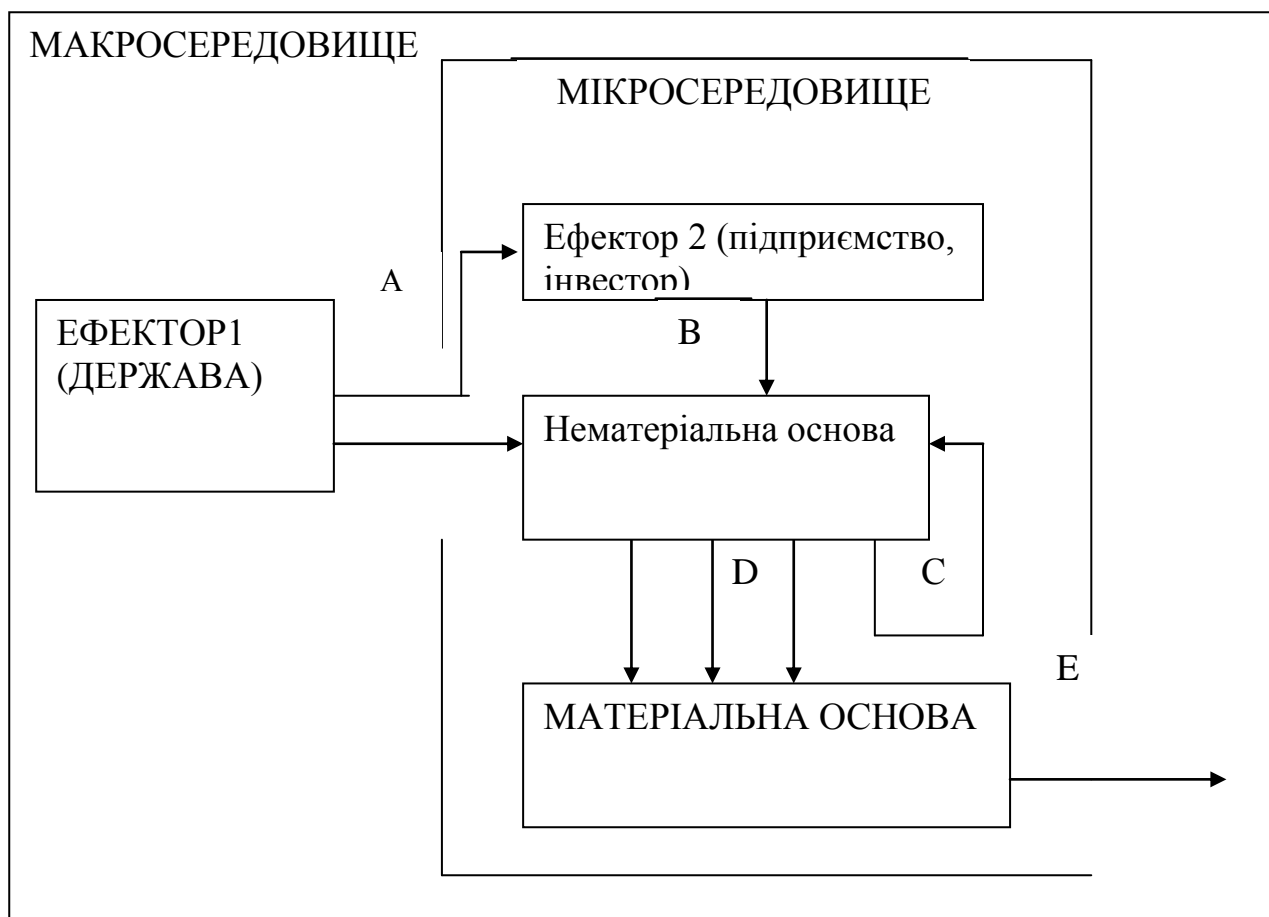 МАКРОСЕРЕДОВИЩЕ
МІКРОСЕРЕДОВИЩЕ
Ефектор 2 (підприємство,
інвестор)
A
ЕФЕКТОР1
(ДЕРЖАВА)
B
Нематеріальна основа
D
C
E
МАТЕРІАЛЬНА ОСНОВА